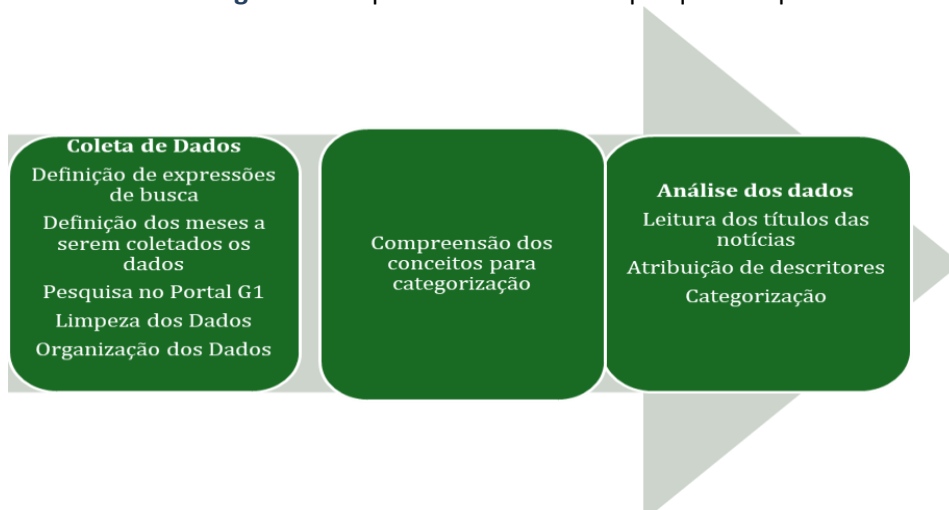 Coleta de Dados
Definição de expressões
de busca
Definição dos meses a
serem coletados os
dados
Pesquisa no Portal G1
Limpeza dos Dados
Organização dos Dados
Compreensão dos
conceitos para
categorização
Análise dos dados
Leitura dos títulos das
notícias
Atribuição de descritores
Categorização